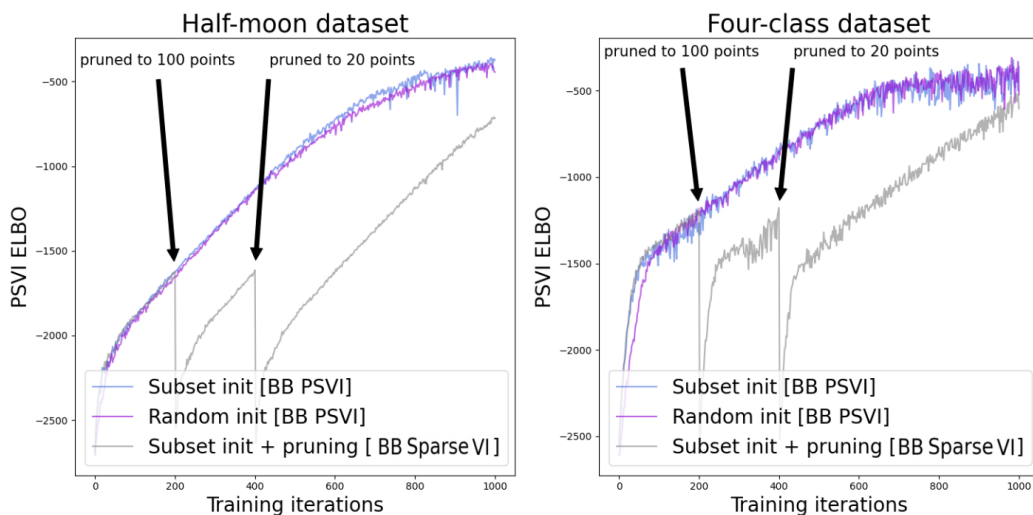 Half-moon dataset
pruned to 100 points
pruned to 20 points
−500
−1000
−1500
−2000
−2500
PSVI ELBO
Subset init [BB PSVI]
Random init [BB PSVI]
Subset init + pruning [ BB Sparse VI ]
0
200
400
600
800
1000
Training iterations
Four-class dataset
pruned to 100 points
pruned to 20 points
−500
−1000
−1500
−2000
−2500
PSVI ELBO
Subset init [BB PSVI]
Random init [BB PSVI]
Subset init + pruning [BB Sparse VI]
0
200
400
600
800
1000
Training iterations